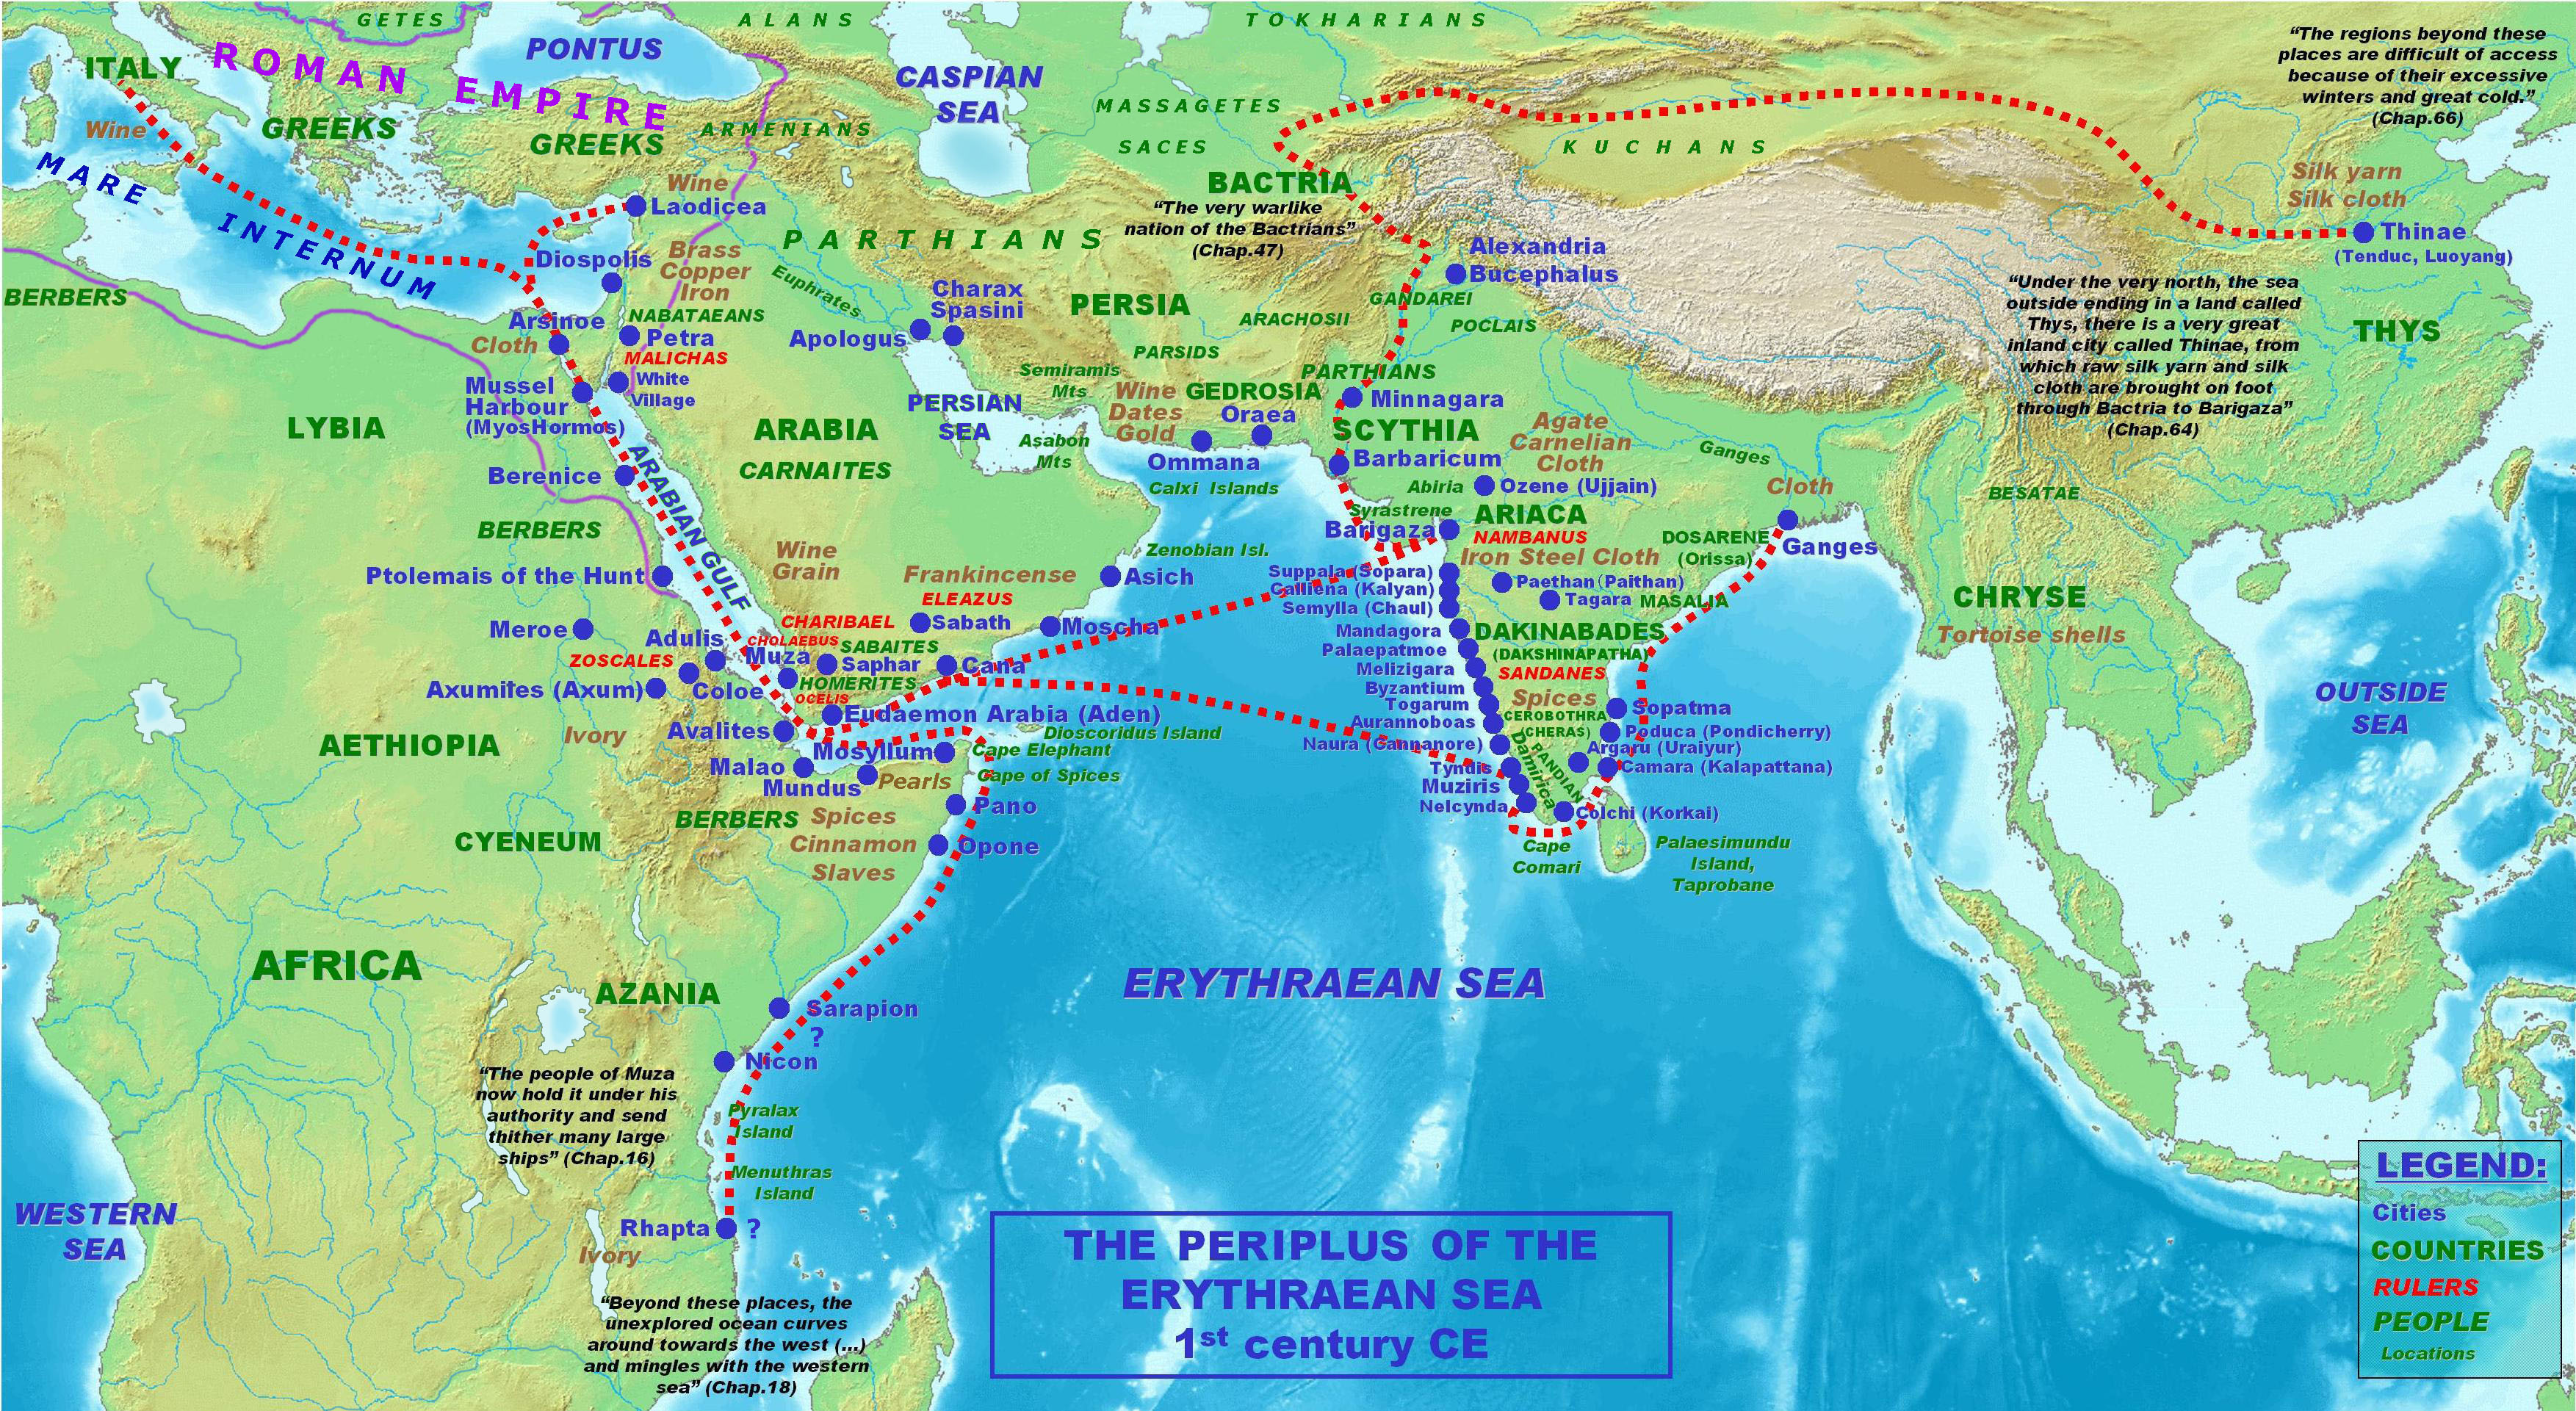 GETES
ALANS
TOKHARIANS
ITALY
ROMAN EMPIRE
PONTUS
CASPIAN
SEA
Wine
GREEKS
GREEKS
ARMENIANS
MASSAGETES
SACES
KUCHANS
“The regions beyond these
places are difficult of access
because of their excessive
winters and great cold.”
(Chap.66)
MARE INTERNUM
Wine
Laodicea
PARTHIANS
BACTRIA
“The very warlike
nation of the Bactrians”
(Chap.47)
Silk yarn
Silk cloth
Thinae
(Tenduc, Luoyang)
Diospolis
Brass
Copper
Iron
Euphrates
Charax
Spasini
PERSIA
Alexandria
Bucephalus
GANDAREI
“Under the very north, the sea
outside ending in a land called
Thys, there is a very great
inland city called Thinae, from
which raw silk yarn and silk
cloth are brought on foot
through Bactria to Barigaza”
(Chap.64)
THYS
BERBERS
Arsinoe
NABATAEANS
Cloth
Petra
MALICHAS
Apologus
ARACHOSII
POCLAIS
PARSIDS
Semiramis
Mts
PARTHIANS
Mussel
Harbour
(MyosHormos)
White
Village
Wine
Dates
Gold
GEDROSIA
Oraea
Minnagara
PERSIAN
SEA
LYBIA
ARABIA
CARNAITES
Asabon
Mts
Ommana
Calxi Islands
SCYTHIA
Barbaricum
Agate
Carnelian
Cloth
Ganges
Berenice
ARABIAN GULF
Abiria
Ozene (Ujjain)
Cloth
BESATAE
Syrastrene
BERBERS
Barigaza
ARIACA
NAMBANUS
Iron Steel Cloth
DOSARENE
(Orissa)
Ganges
Wine
Grain
Zenobian Isl.
Ptolemais of the Hunt
Frankincense
ELEAZUS
Asich
Suppala (Sopara)
Calliena (Kalyan)
Semylla (Chaul)
Paethan (Paithan)
Tagara
MASALIA
CHRYSE
Tortoise shells
Meroe
Adulis
CHARIBAEL
CHOLAEBUS
SABAITES
Sabath
Moscha
Mandagora
DAKINABADES
(DAKSHINAPATHA)
Palaepatmoe
Melizigara
SANDANES
ZOSCALES
Muza
Saphar
Cana
Axumites (Axum)
Coloe
HOMERITES
OCELIS
Byzantium
Togarum
Spices
OUTSIDE
SEA
Eudaemon Arabia (Aden)
Aurannoboas
CEROBOTHRA
(CHERAS)
Sopatma
Avalites
Dioscoridus Island
Naura (Cannanore)
Poduca (Pondicherry)
AETHIOPIA
Ivory
Mosyllum
Cape Elephant
Damirica
PANDIAN
Argaru (Uraiyur)
Malao
Mundus
Pearls
Cape of Spices
Tyndis
Camara (Kalapattana)
Muziris
Nelcynda
Colchi (Korkai)
Pano
CYENEUM
BERBERS
Spices
Cinnamon
Slaves
Opone
Cape
Comari
Palaesimundu
Island,
Taprobane
AFRICA
AZANIA
ERYTHRAEAN SEA
Sarapion
?
Nicon
“The people of Muza
now hold it under his
authority and send
thither many large
ships” (Chap.16)
Pyralax
Island
Menuthras
Island
WESTERN
SEA
Rhapta
?
Ivory
“Beyond these places, the
unexplored ocean curves
around towards the west (...)
and mingles with the western
sea” (Chap.18)
THE PERIPLUS OF THE
ERYTHRAEAN SEA
1st century CE
LEGEND:
Cities
COUNTRIES
RULERS
PEOPLE
Locations